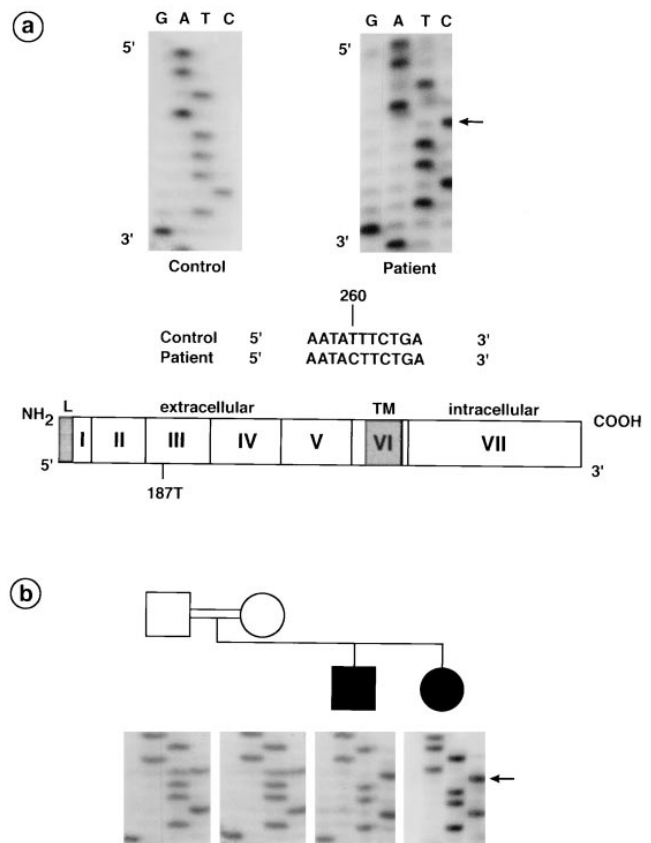 a
G A T C
5'
3'
Control
G A T C
5'
3'
Patient
260
Control 5' AATATTTCTGA 3'
Patient 5' AATACTTCTGA 3'
NH2 L extracellular TM intracellular COOH
I II III IV V VI VII
5' 3'
187T
b